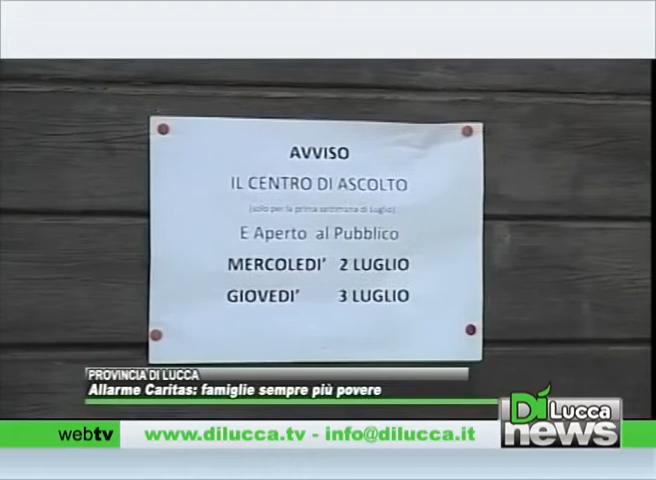 AVVISO
IL CENTRO DI ASCOLTO
(solo per la prima settimana di Luglio)
E Aperto al Pubblico
MERCOLEDI' 2 LUGLIO
GIOVEDI' 3 LUGLIO
PROVINCIA DI LUCCA
Allarme Caritas: famiglie sempre più povere
Dì Lucca
news
webtv www.dilucca.tv - info@dilucca.it